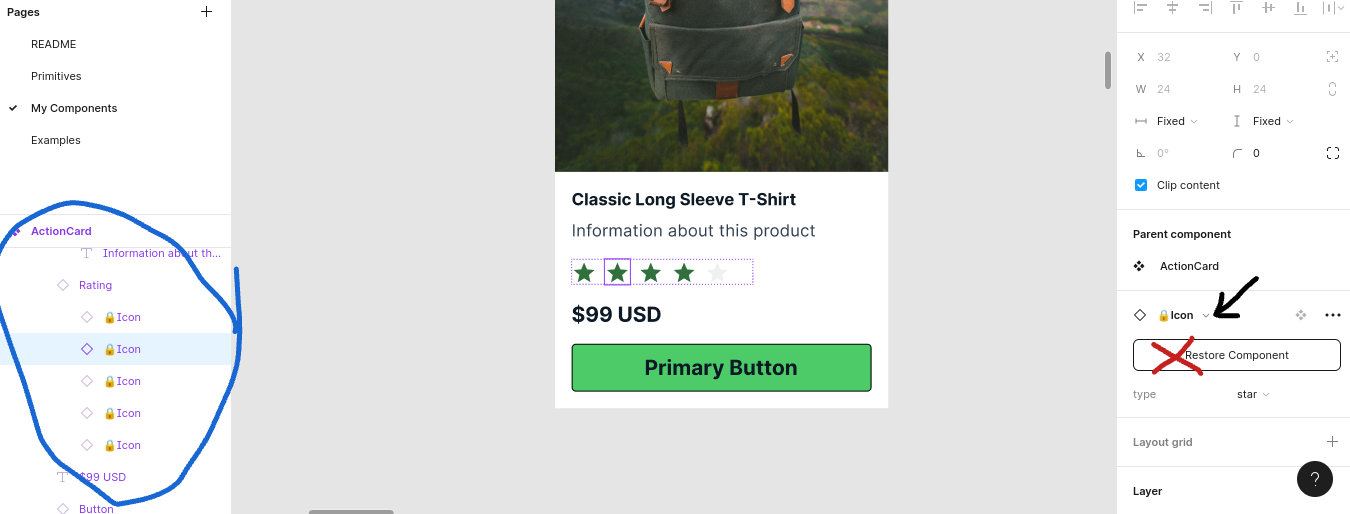 Pages
README
Primitives
My Components
Examples
ActionCard
Information about th...
Rating
🔒Icon
🔒Icon
🔒Icon
🔒Icon
🔒Icon
$99 USD
Button
Classic Long Sleeve T-Shirt
Information about this product
$99 USD
Primary Button
X 32 Y 0
W 24 H 24
Fixed Fixed
0° 0
Clip content
Parent component
ActionCard
🔒Icon
Restore Component
type star
Layout grid
?
Layer